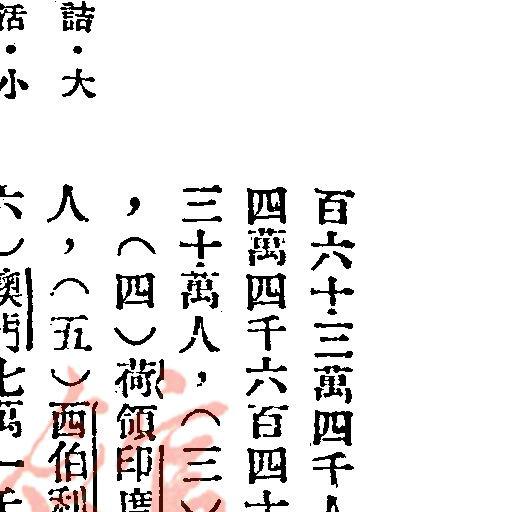 百六十三萬四千人
四萬四千六百四十
三十萬人，（三）
，（四）荷領印度
人，（五）西伯利
六）澳門七萬一千
詰・大
活・小